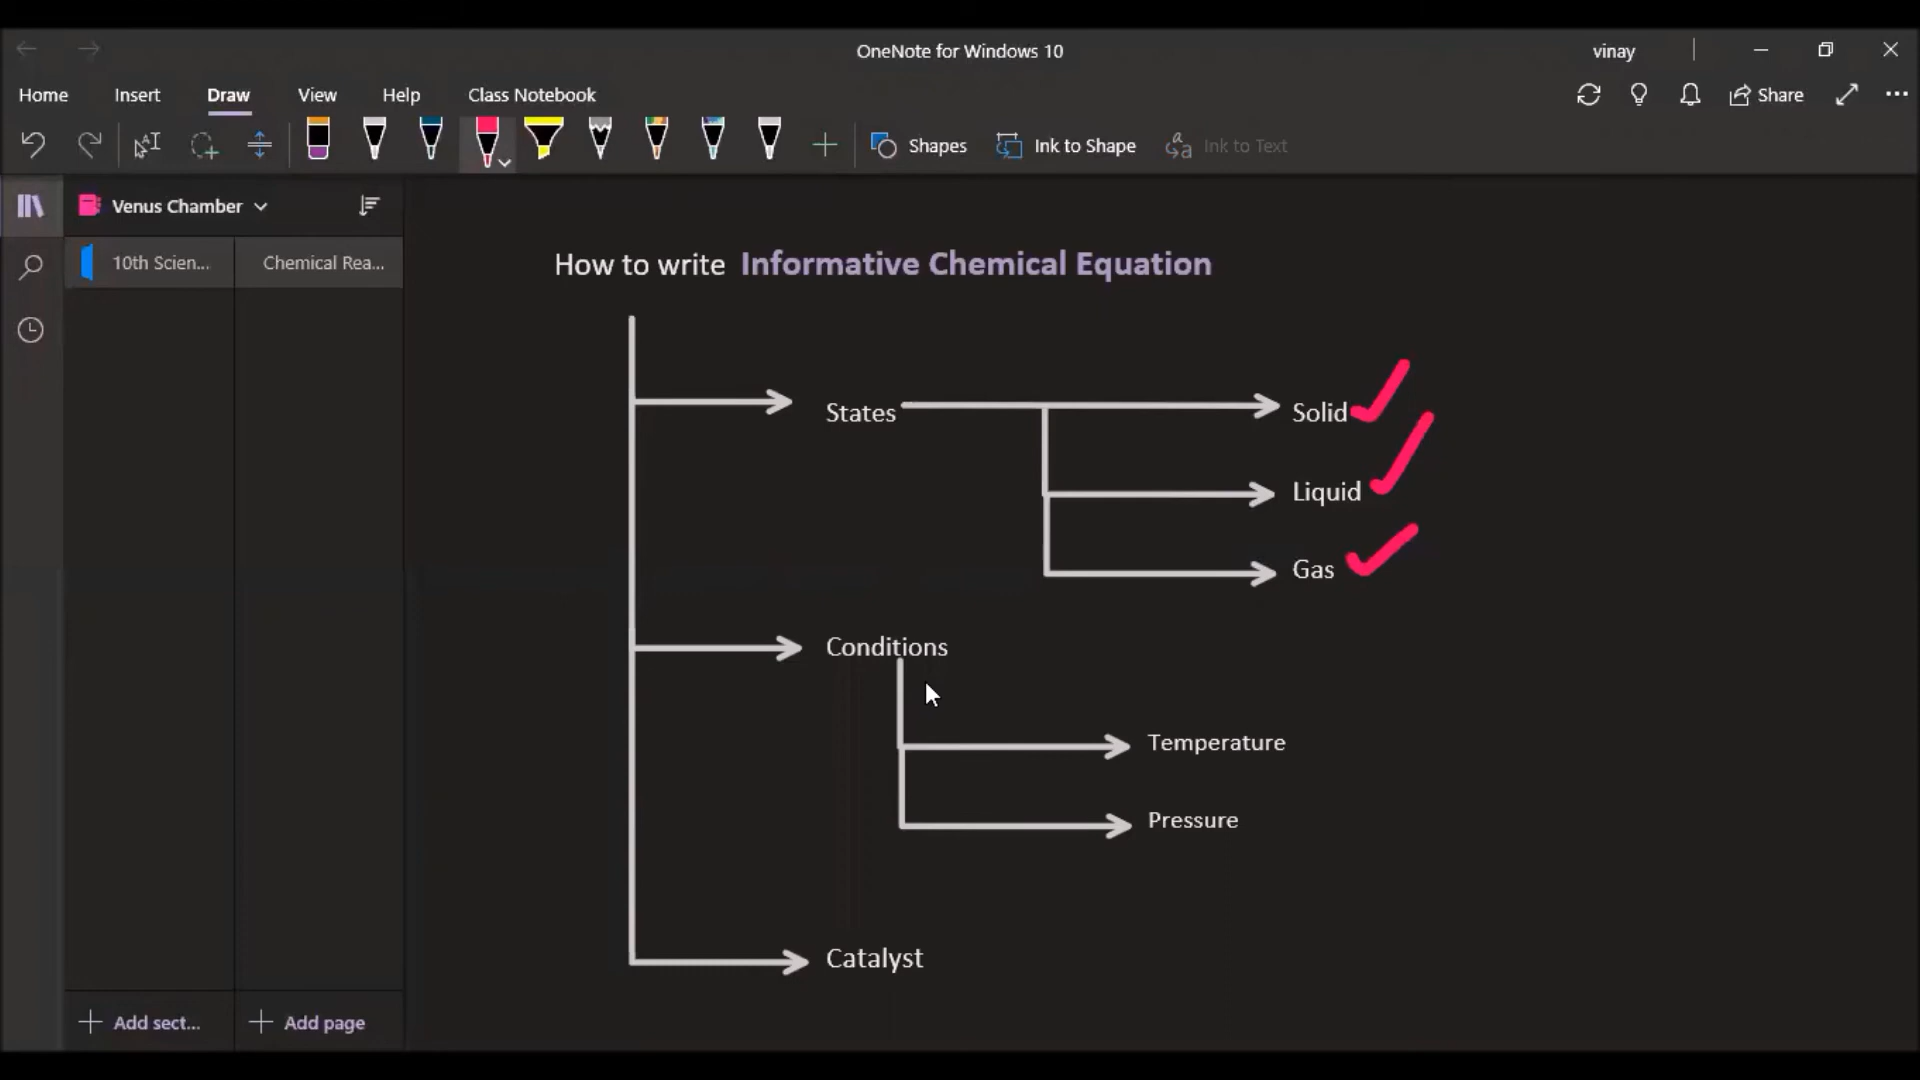 OneNote for Windows 10
vinay
Home Insert Draw View Help Class Notebook
Share
Shapes Ink to Shape Ink to Text
Venus Chamber
10th Scien... Chemical Rea...
How to write Informative Chemical Equation
States Solid
Liquid
Gas
Conditions
Temperature
Pressure
Catalyst
Add sect... Add page